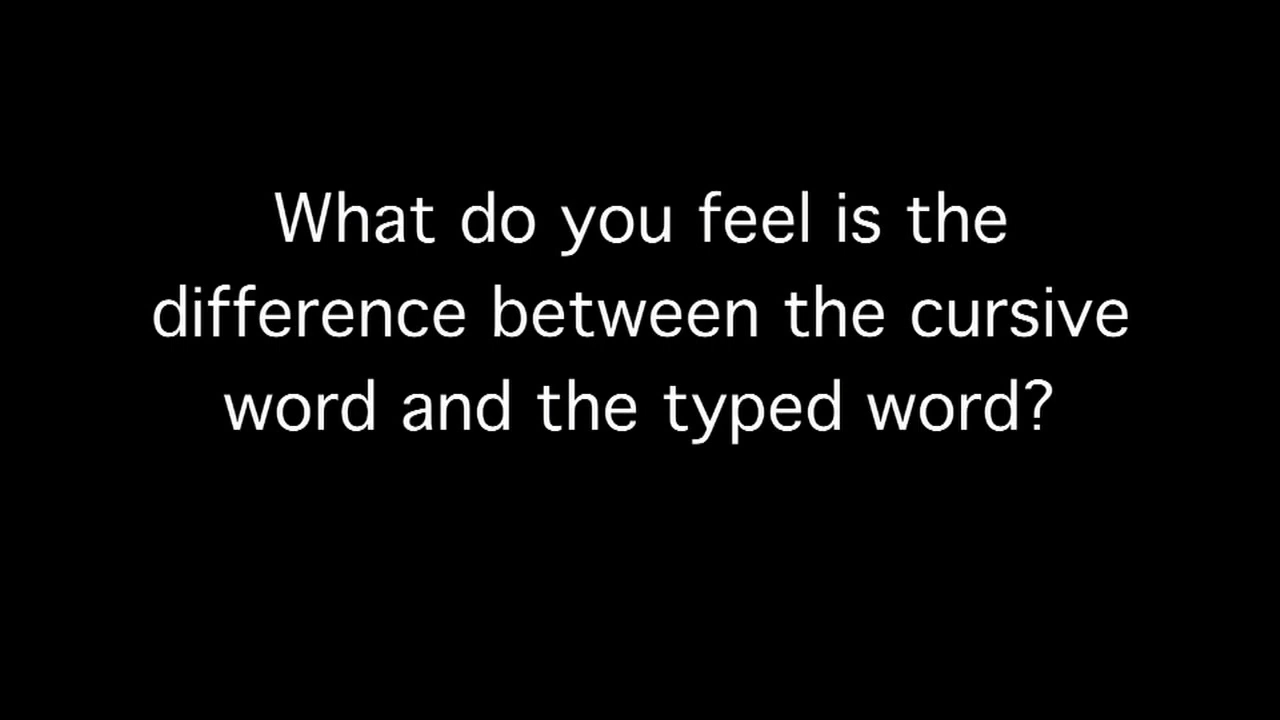 What do you feel is the
difference between the cursive
word and the typed word?